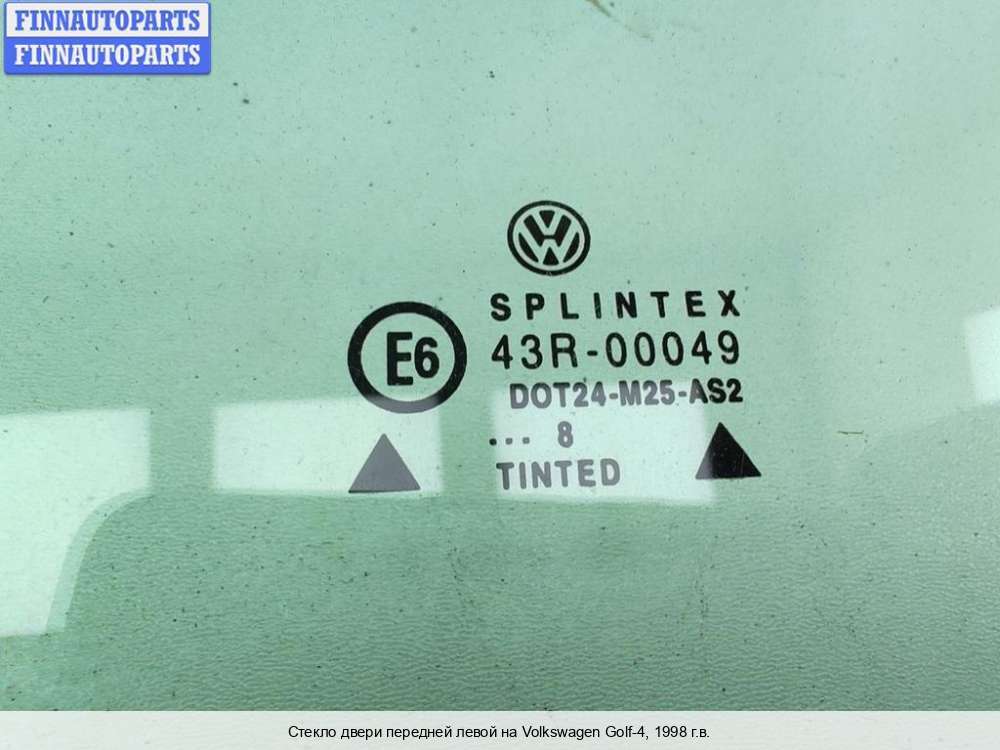 FINNAUTOPARTS
FINNAUTOPARTS
SPLINTEX
E6
43R-00049
DOT24-M25-AS2
... 8
TINTED
Стекло двери передней левой на Volkswagen Golf-4, 1998 г.в.